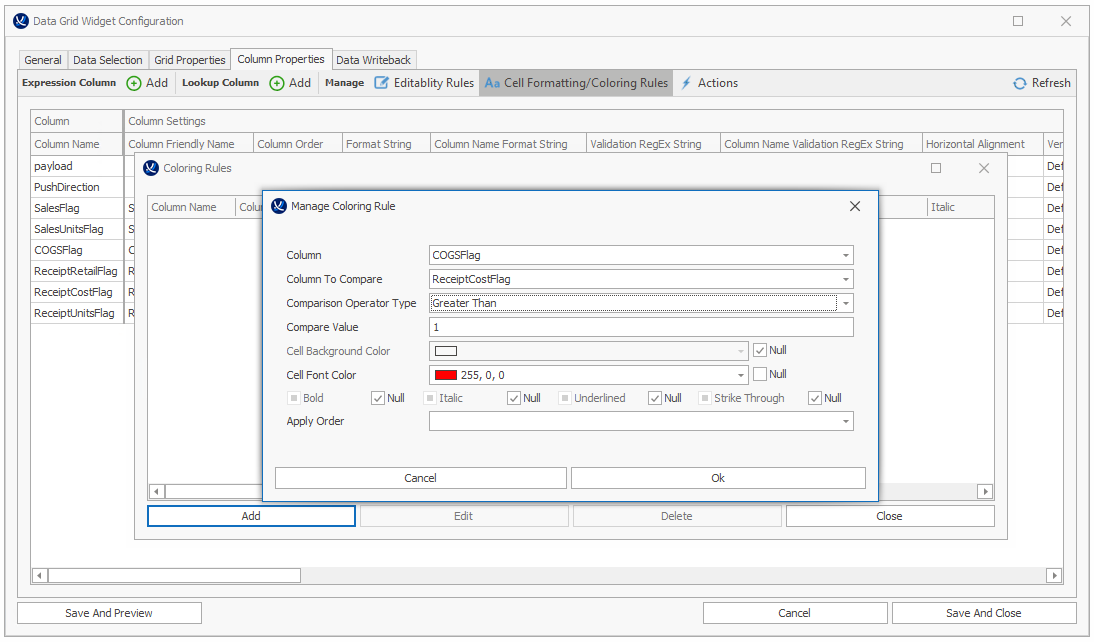 Data Grid Widget Configuration
General Data Selection Grid Properties Column Properties Data Writeback
Expression Column Add Lookup Column Add Manage Editablity Rules Aa Cell Formatting/Coloring Rules Actions Refresh
Column Column Settings
Column Name Column Friendly Name Column Order Format String Column Name Format String Validation RegEx String Column Name Validation RegEx String Horizontal Alignment Ver
payload Def
PushDirection Def
SalesFlag S Def
SalesUnitsFlag S Def
COGSFlag C Def
ReceiptRetailFlag R Def
ReceiptCostFlag R Def
ReceiptUnitsFlag R Def
Coloring Rules
Column Name Colu Italic
Manage Coloring Rule
Column COGSFlag
Column To Compare ReceiptCostFlag
Comparison Operator Type Greater Than
Compare Value 1
Cell Background Color Null
Cell Font Color 255, 0, 0 Null
Bold Null Italic Null Underlined Null Strike Through Null
Apply Order
Cancel Ok
Add Edit Delete Close
Save And Preview Cancel Save And Close